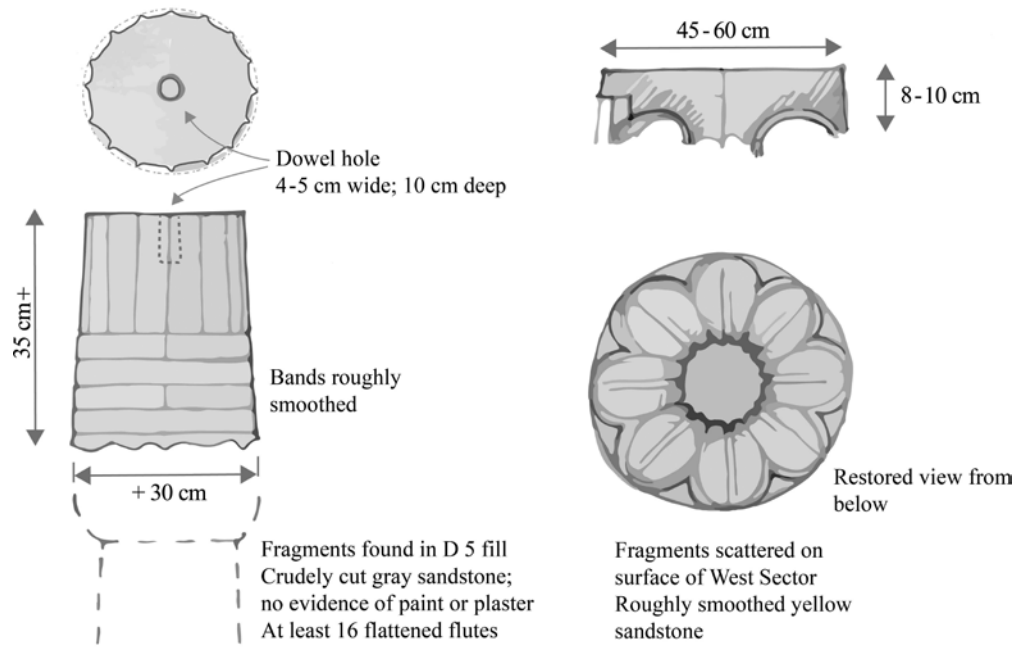 45-60 cm
8-10 cm
Dowel hole
4-5 cm wide; 10 cm deep
35 cm+
Bands roughly
smoothed
+ 30 cm
Restored view from
below
Fragments found in D 5 fill
Crudely cut gray sandstone;
no evidence of paint or plaster
At least 16 flattened flutes
Fragments scattered on
surface of West Sector
Roughly smoothed yellow
sandstone